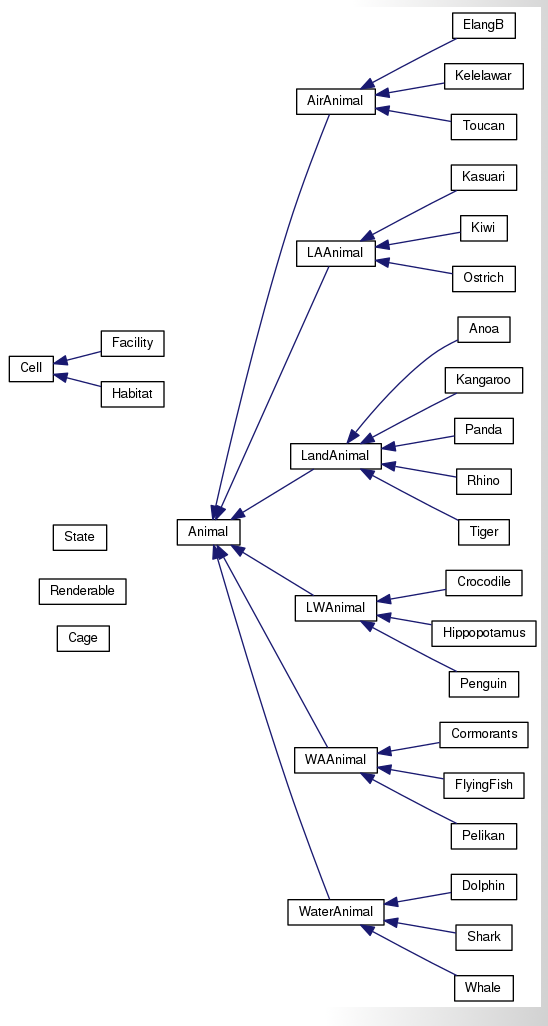 ElangB
Kelelawar
AirAnimal
Toucan
Kasuari
Kiwi
LAAnimal
Ostrich
Anoa
Facility
Cell
Kangaroo
Habitat
Panda
LandAnimal
Rhino
Animal
Tiger
State
Crocodile
Renderable
LWAnimal
Hippopotamus
Cage
Penguin
Cormorants
WAAnimal
FlyingFish
Pelikan
Dolphin
WaterAnimal
Shark
Whale